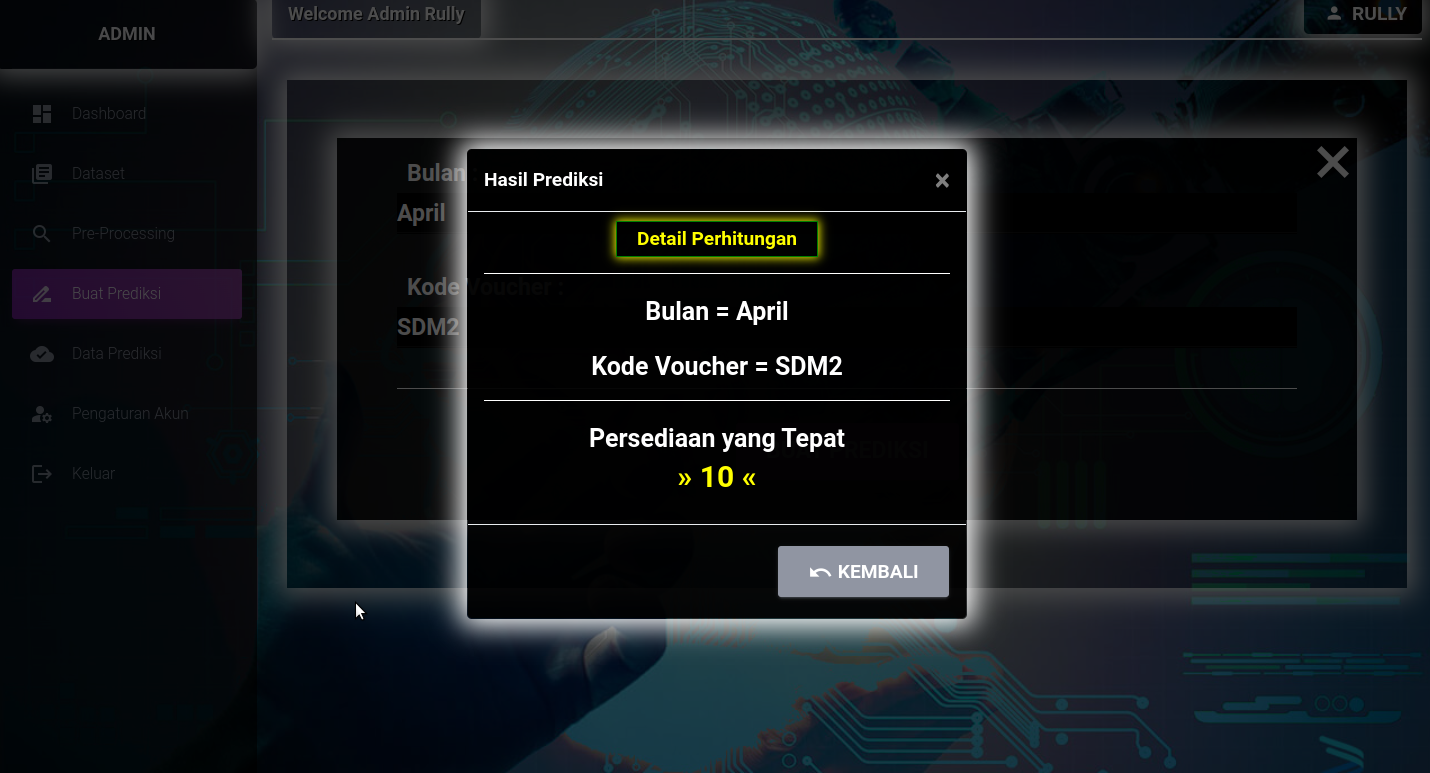 ADMIN
Welcome Admin Rully
RULLY
Dashboard
Dataset
Pre-Processing
Buat Prediksi
Data Prediksi
Pengaturan Akun
Keluar
Bulan
April
Kode Voucher :
SDM2
Hasil Prediksi
×
Detail Perhitungan
Bulan = April
Kode Voucher = SDM2
Persediaan yang Tepat
» 10 «
PREDIKSI
KEMBALI